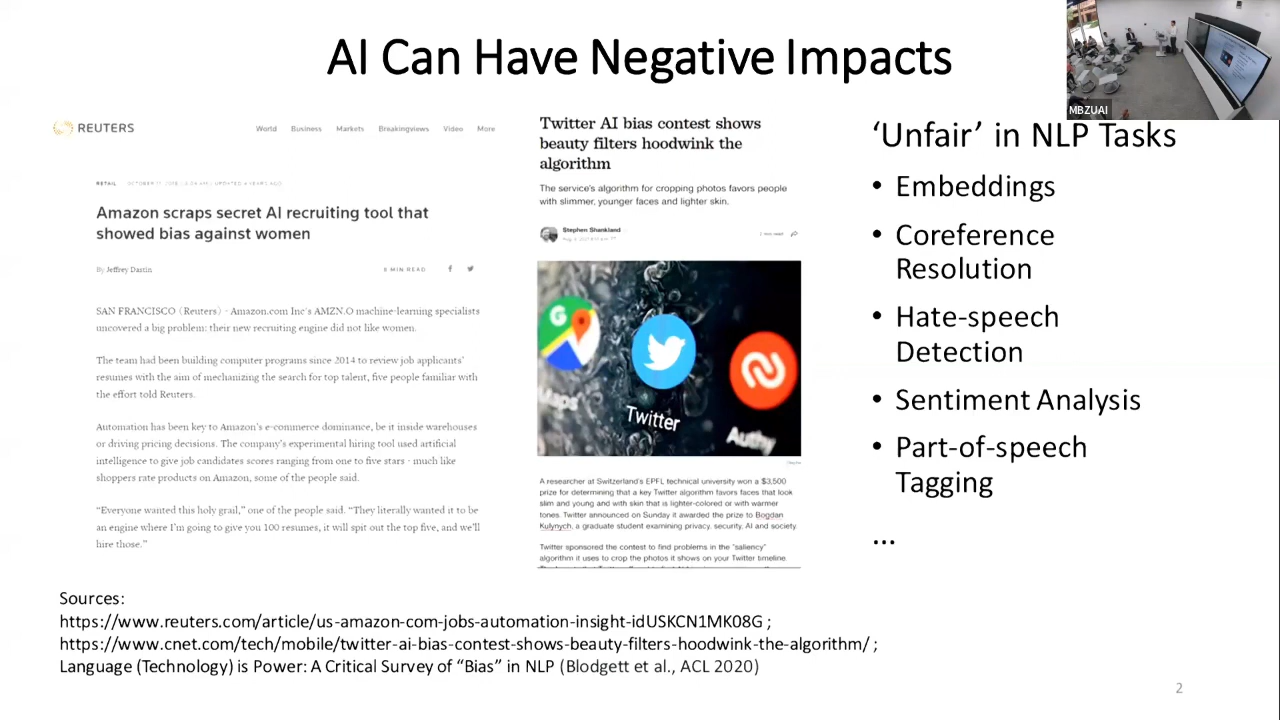 AI Can Have Negative Impacts
MBZUAI
REUTERS
World Business Markets Breakingviews Video More
RETAIL
Amazon scraps secret AI recruiting tool that
showed bias against women
By Jeffrey Dastin
6 MIN READ
SAN FRANCISCO (Reuters) - Amazon.com Inc's AMZN.O machine-learning specialists
uncovered a big problem: their new recruiting engine did not like women.
The team had been building computer programs since 2014 to review job applicants'
resumes with the aim of mechanizing the search for top talent, five people familiar with
the effort told Reuters.
Automation has been key to Amazon's e-commerce dominance, be it inside warehouses
or driving pricing decisions. The company's experimental hiring tool used artificial
intelligence to give job candidates scores ranging from one to five stars - much like
shoppers rate products on Amazon, some of the people said.
“Everyone wanted this holy grail,” one of the people said. “They literally wanted it to be
an engine where I'm going to give you 100 resumes, it will spit out the top five, and we'll
hire those.”
Twitter AI bias contest shows
beauty filters hoodwink the
algorithm
The service's algorithm for cropping photos favors people
with slimmer, younger faces and lighter skin.
Stephen Shankland
Twitter
Authy
A researcher at Switzerland's EPFL technical university won a $3,500
prize for determining that a key Twitter algorithm favors faces that look
slim and young and with skin that is lighter-colored or with warmer
tones. Twitter announced on Sunday it awarded the prize to Bogdan
Kulynych, a graduate student examining privacy, security, AI and society
Twitter sponsored the contest to find problems in the "saliency"
algorithm it uses to crop the photos it shows on your Twitter timeline.
‘Unfair’ in NLP Tasks
• Embeddings
• Coreference
Resolution
• Hate-speech
Detection
• Sentiment Analysis
• Part-of-speech
Tagging
...
Sources:
https://www.reuters.com/article/us-amazon-com-jobs-automation-insight-idUSKCN1MK08G ;
https://www.cnet.com/tech/mobile/twitter-ai-bias-contest-shows-beauty-filters-hoodwink-the-algorithm/ ;
Language (Technology) is Power: A Critical Survey of “Bias” in NLP (Blodgett et al., ACL 2020)
2